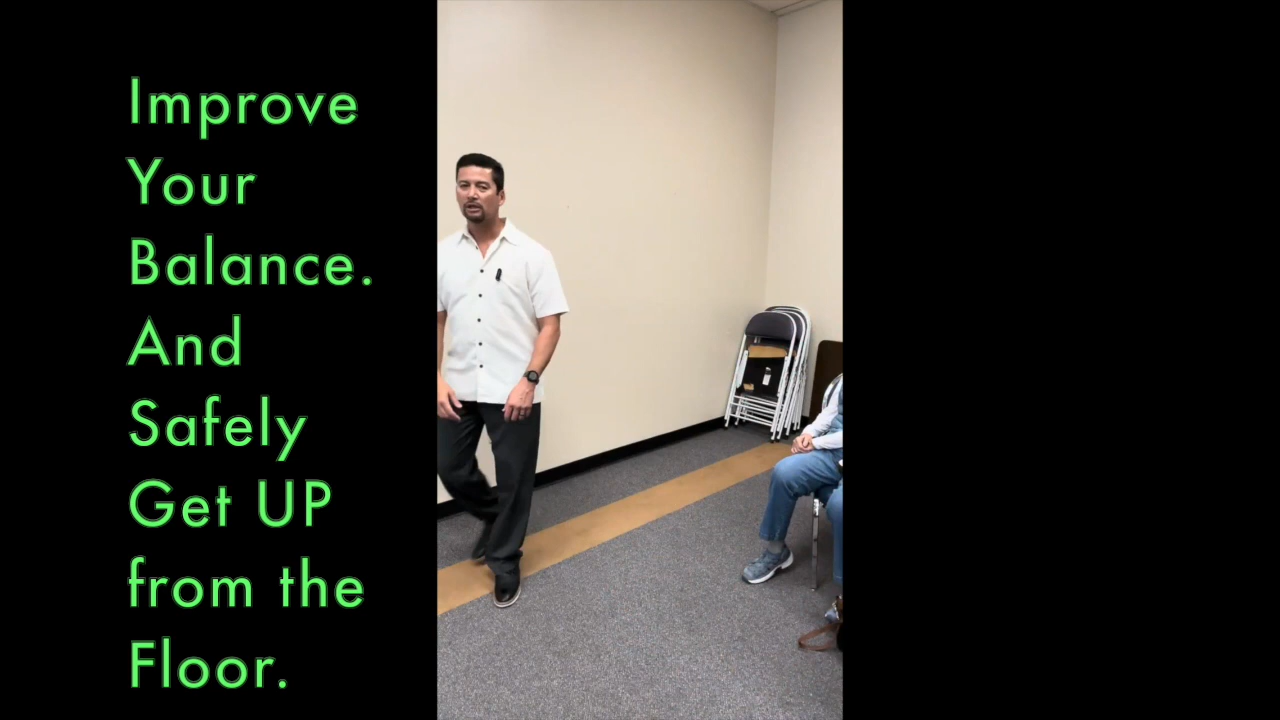 Improve
Your
Balance.
And
Safely
Get UP
from the
Floor.